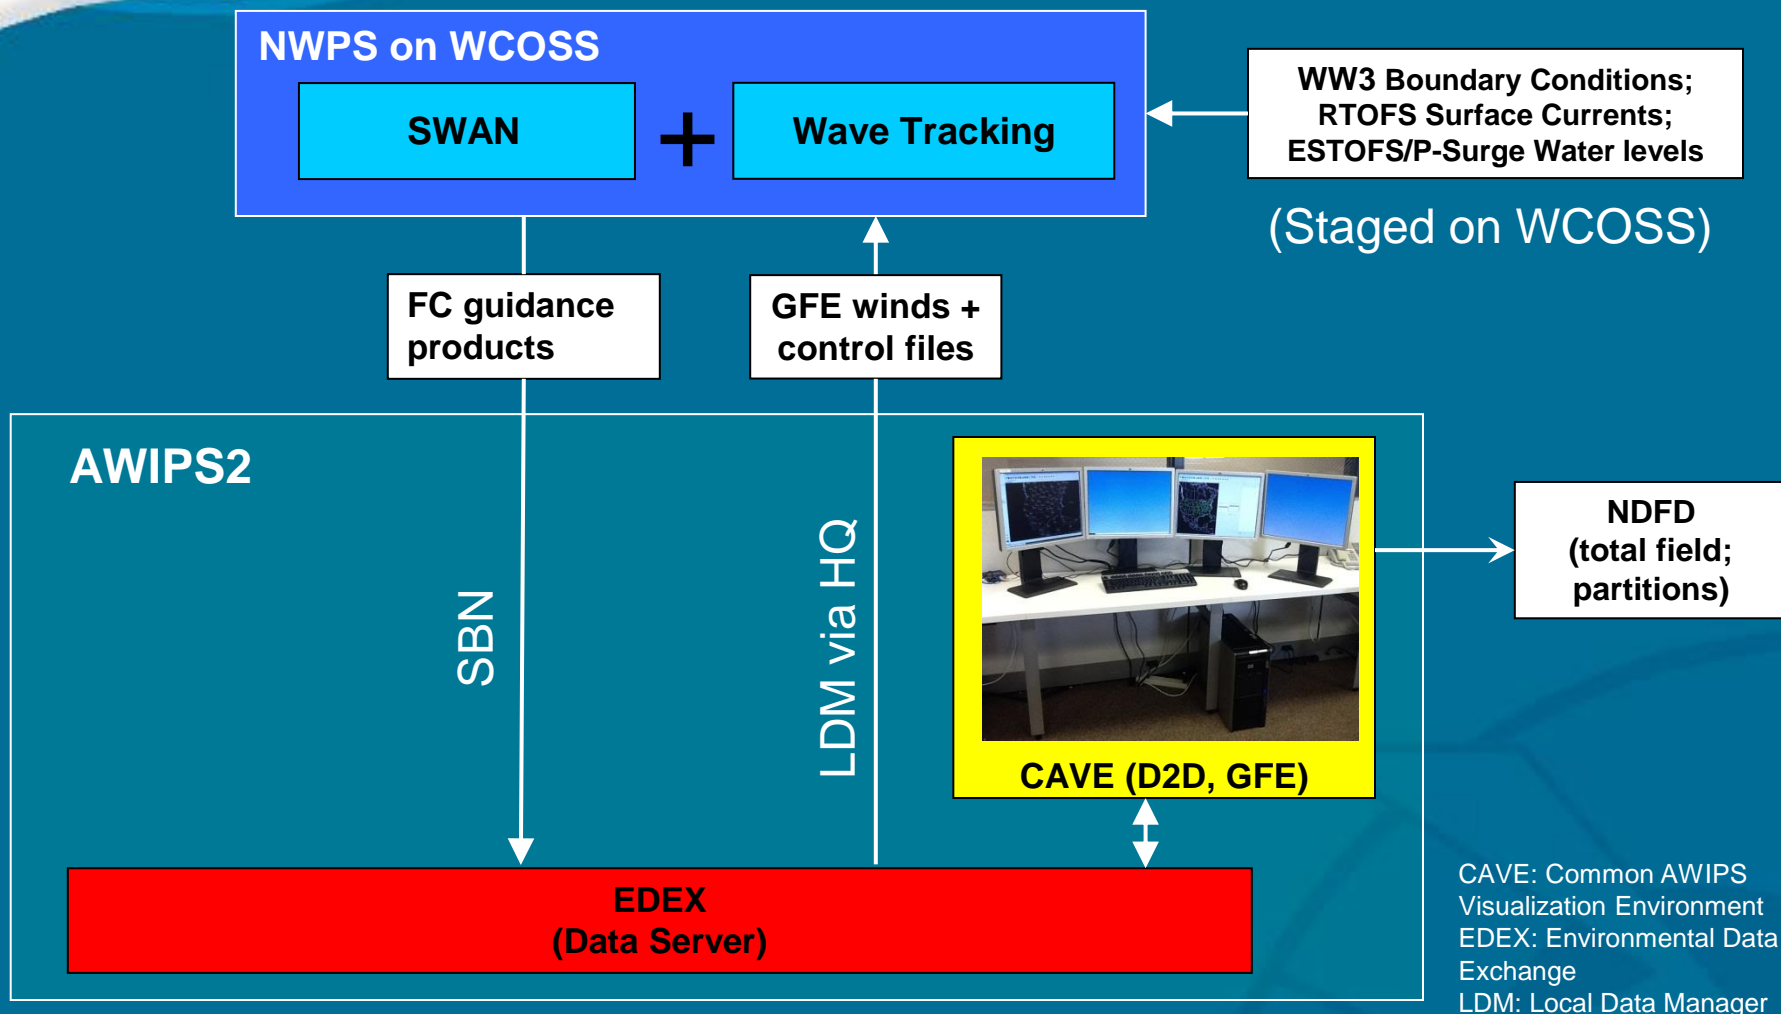 NWPS on WCOSS
SWAN
+
Wave Tracking
WW3 Boundary Conditions;
RTOFS Surface Currents;
ESTOFS/P-Surge Water levels
(Staged on WCOSS)
FC guidance
products
GFE winds +
control files
AWIPS2
SBN
LDM via HQ
CAVE (D2D, GFE)
NDFD
(total field;
partitions)
EDEX
(Data Server)
CAVE: Common AWIPS
Visualization Environment
EDEX: Environmental Data
Exchange
LDM: Local Data Manager